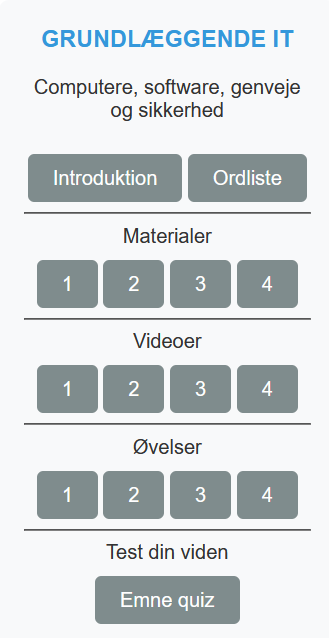 GRUNDLÆGGENDE IT
Computere, software, genveje
og sikkerhed
Introduktion Ordliste
Materialer
1 2 3 4
Videoer
1 2 3 4
Øvelser
1 2 3 4
Test din viden
Emne quiz